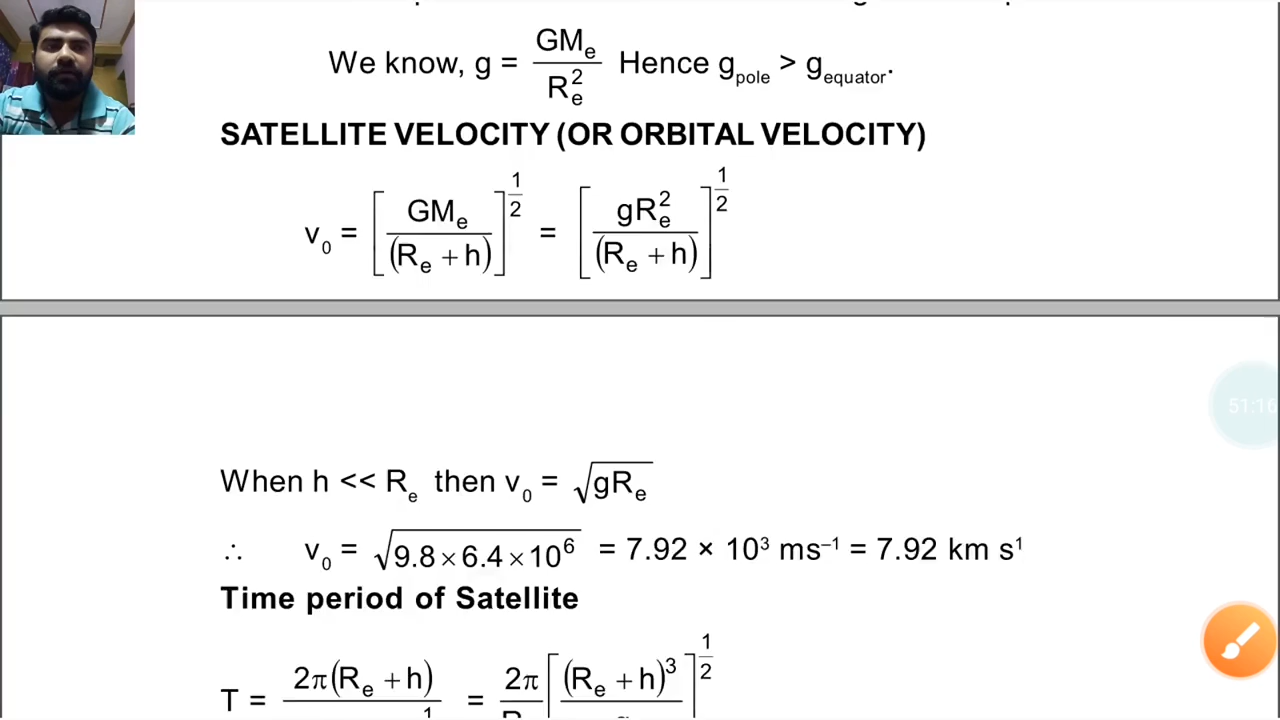 We know, g = GMe / Re² Hence gpole > gequator.
SATELLITE VELOCITY (OR ORBITAL VELOCITY)
v0 = [GMe / (Re + h)]^1/2 = [gRe² / (Re + h)]^1/2
51:16
When h << Re then v0 = √gRe
∴ v0 = √9.8 × 6.4 × 10⁶ = 7.92 × 10³ ms⁻¹ = 7.92 km s¹
Time period of Satellite
T = 2π(Re + h) = 2π [(Re + h)³]^1/2